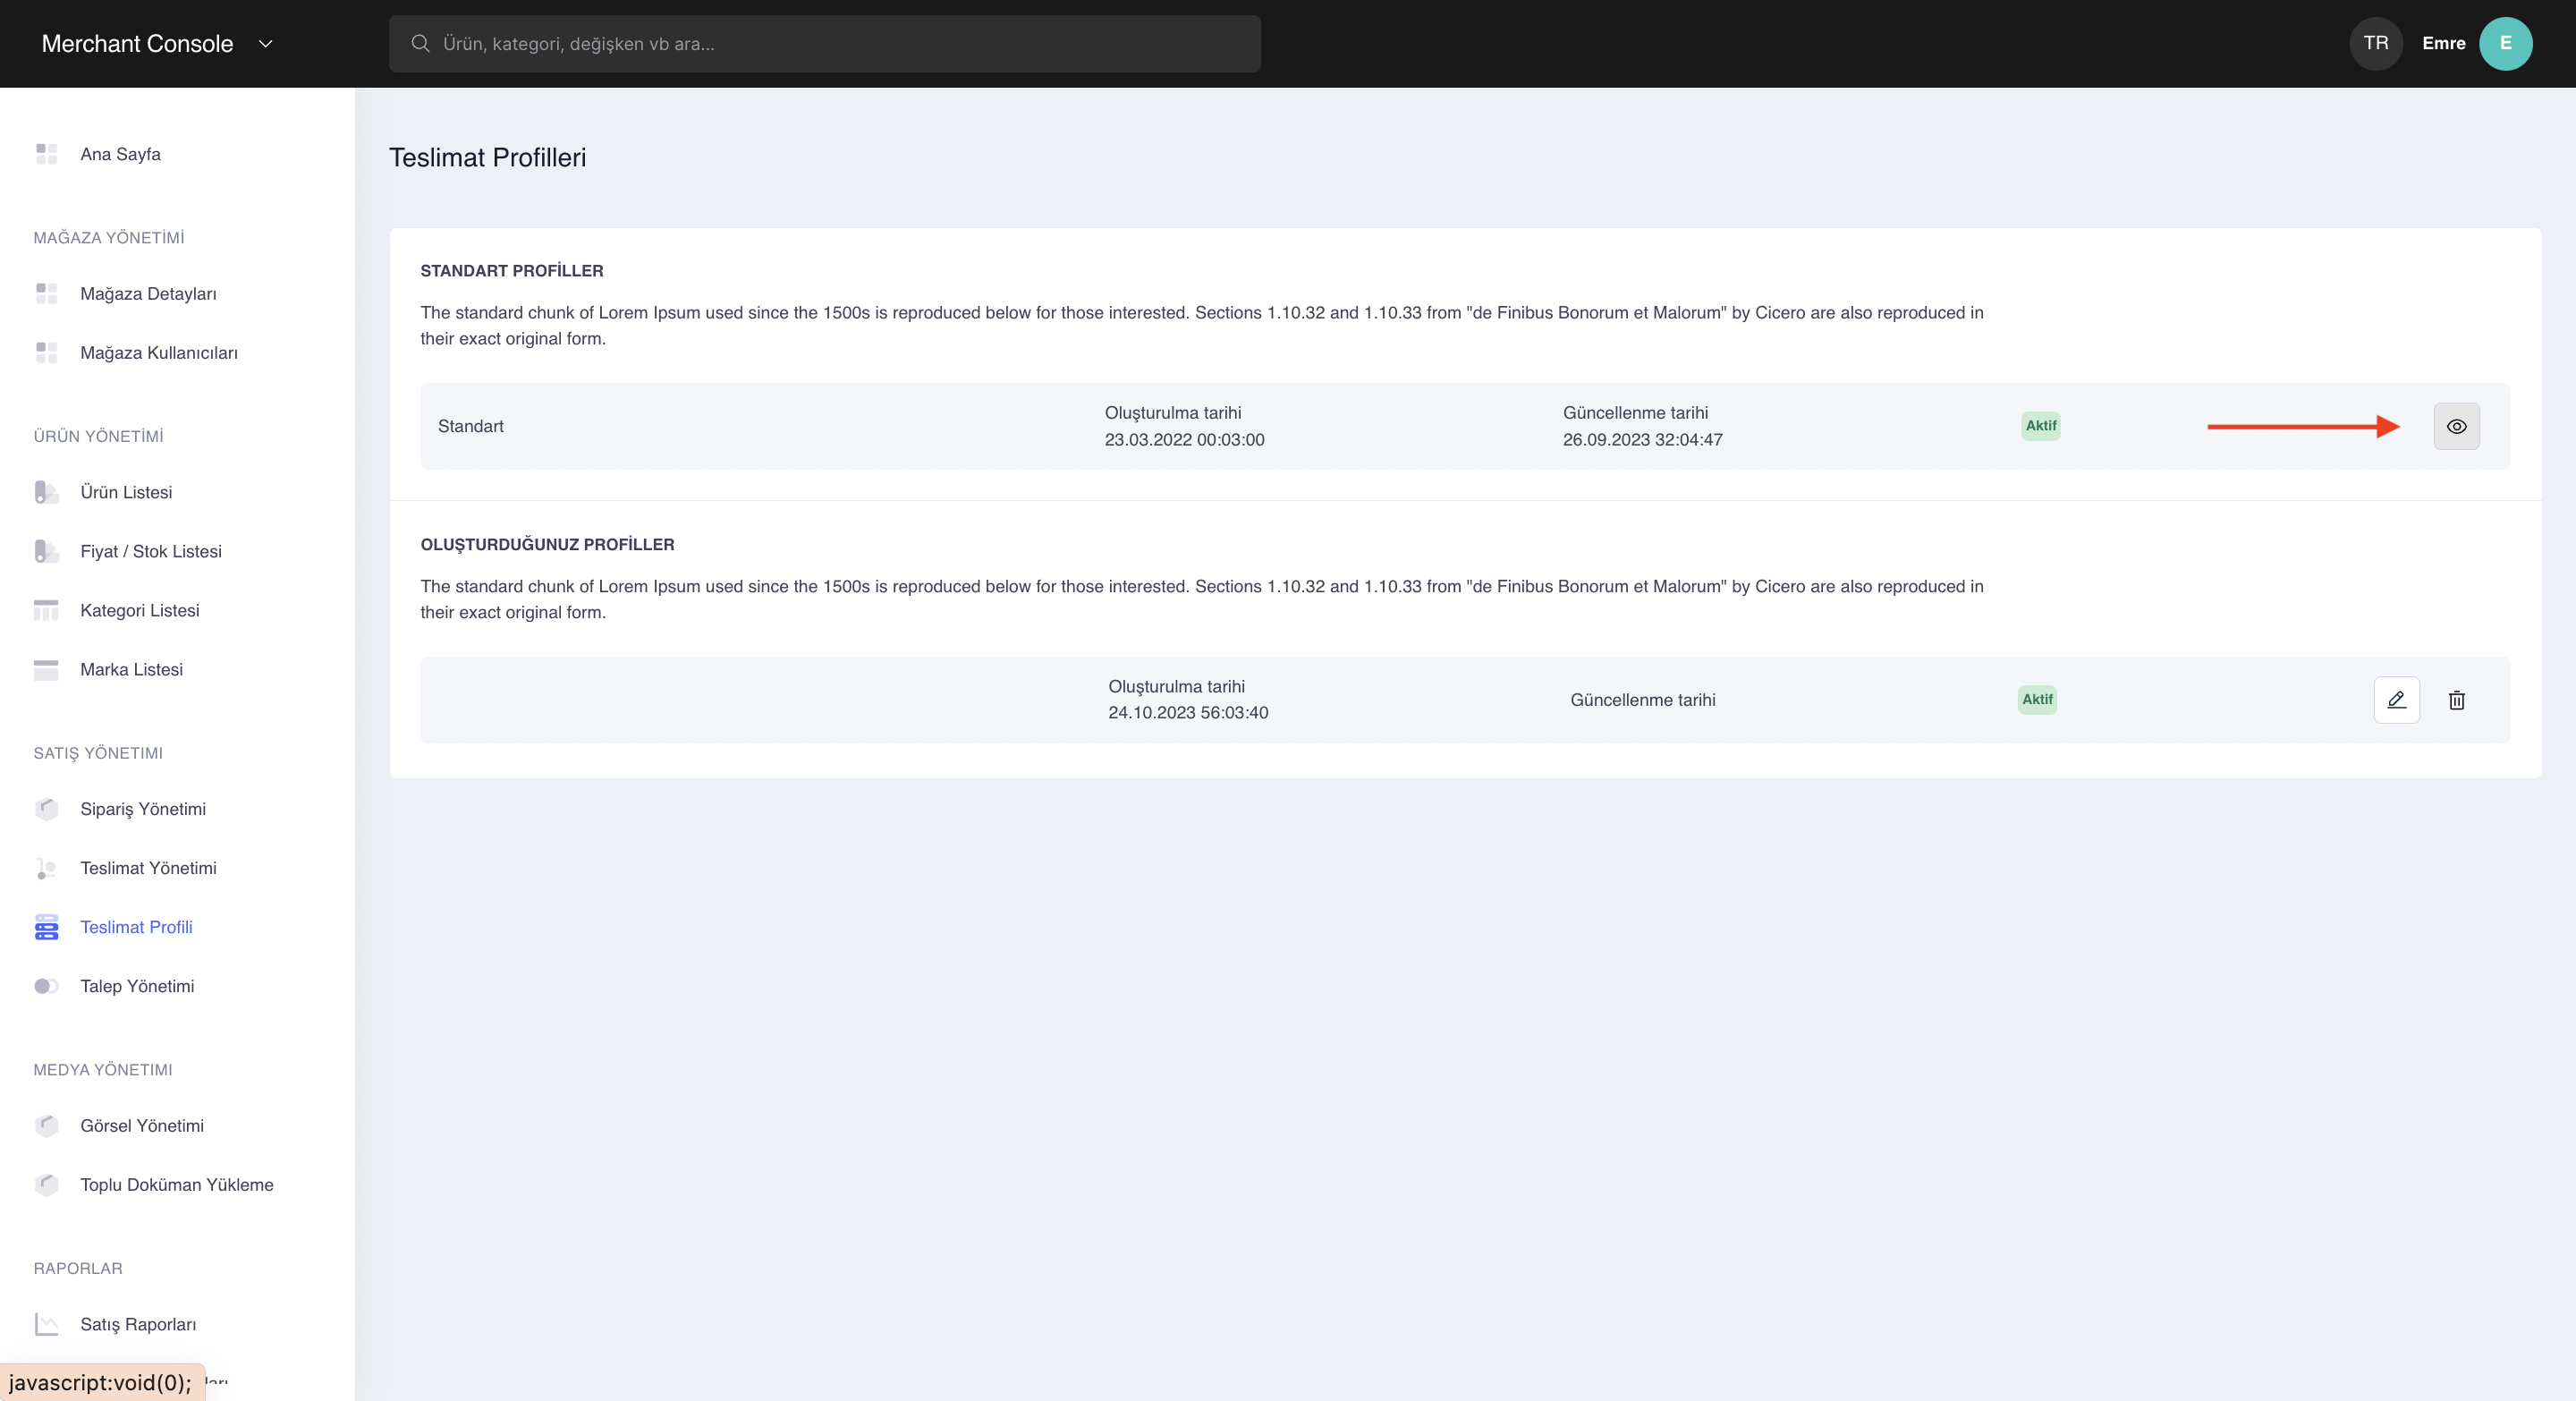 Merchant Console
Ürün, kategori, değişken vb ara...
TR
Emre
E
Ana Sayfa
MAĞAZA YÖNETİMİ
Mağaza Detayları
Mağaza Kullanıcıları
ÜRÜN YÖNETİMİ
Ürün Listesi
Fiyat / Stok Listesi
Kategori Listesi
Marka Listesi
SATIŞ YÖNETIMI
Sipariş Yönetimi
Teslimat Yönetimi
Teslimat Profili
Talep Yönetimi
MEDYA YÖNETIMI
Görsel Yönetimi
Toplu Doküman Yükleme
RAPORLAR
Satış Raporları
javascript:void(0);
Teslimat Profilleri
STANDART PROFİLLER
The standard chunk of Lorem Ipsum used since the 1500s is reproduced below for those interested. Sections 1.10.32 and 1.10.33 from "de Finibus Bonorum et Malorum" by Cicero are also reproduced in
their exact original form.
Standart
Oluşturulma tarihi
23.03.2022 00:03:00
Güncellenme tarihi
26.09.2023 32:04:47
Aktif
OLUŞTURDUĞUNUZ PROFİLLER
The standard chunk of Lorem Ipsum used since the 1500s is reproduced below for those interested. Sections 1.10.32 and 1.10.33 from "de Finibus Bonorum et Malorum" by Cicero are also reproduced in
their exact original form.
Oluşturulma tarihi
24.10.2023 56:03:40
Güncellenme tarihi
Aktif